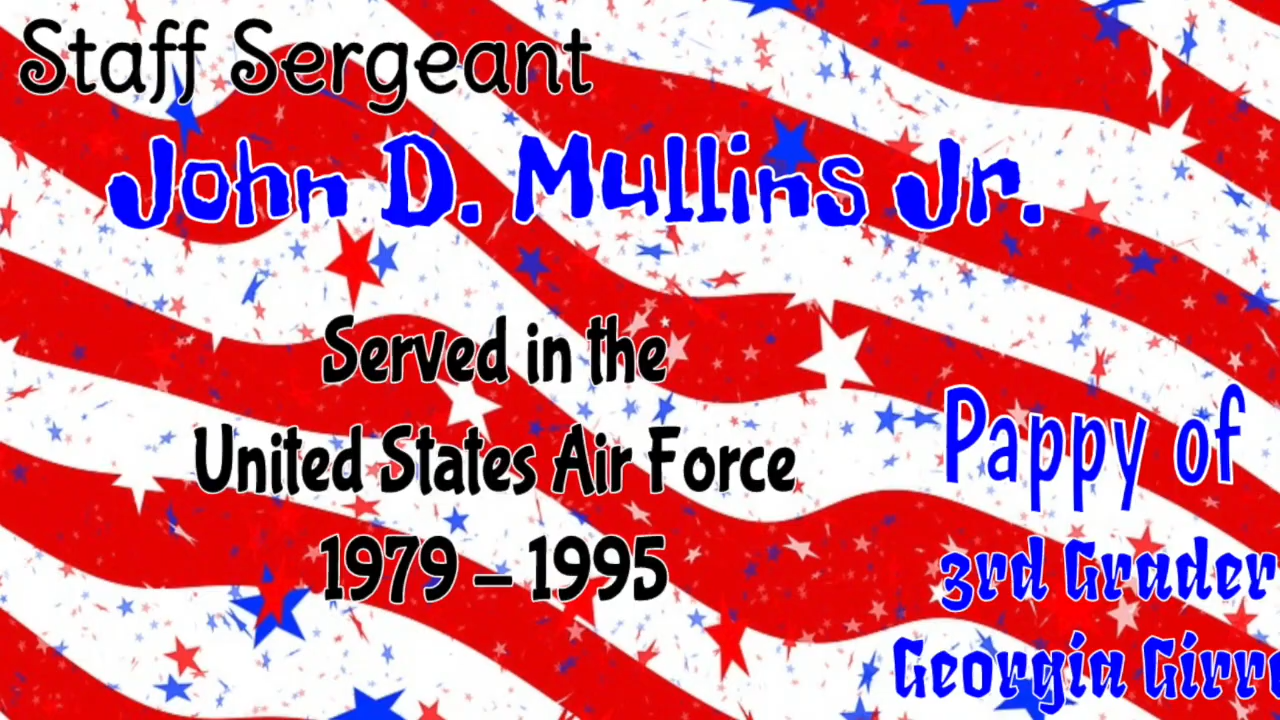 Staff Sergeant
John D. Mullins Jr.
Served in the
United States Air Force
1979 – 1995
Pappy of
3rd Grader
Georgia